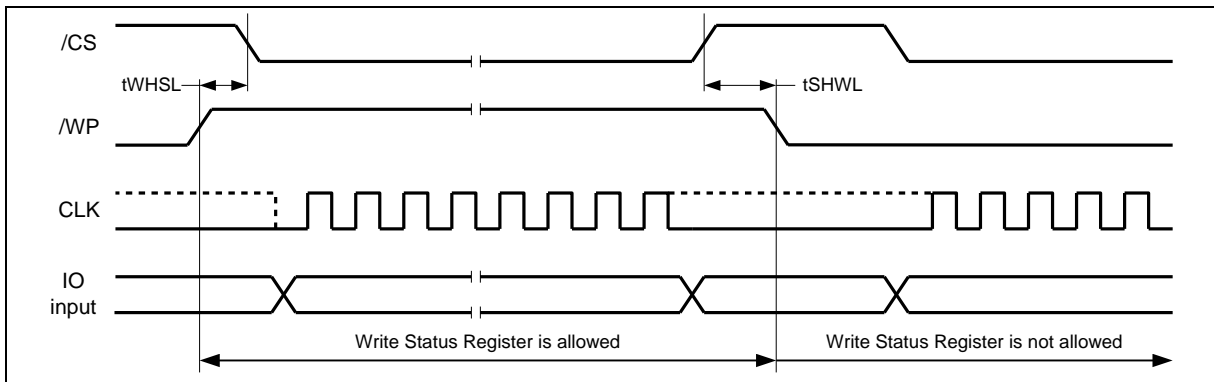 /CS
tWHSL
tSHWL
/WP
CLK
IO
input
Write Status Register is allowed
Write Status Register is not allowed